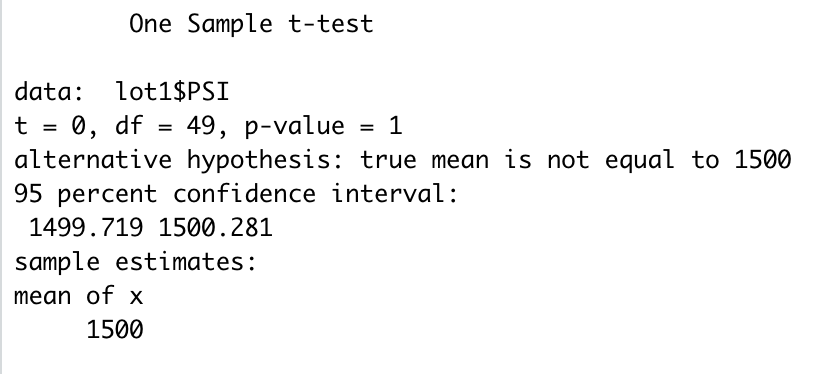 One Sample t-test
data:  lot1$PSI
t = 0, df = 49, p-value = 1
alternative hypothesis: true mean is not equal to 1500
95 percent confidence interval:
1499.719 1500.281
sample estimates:
mean of x
1500